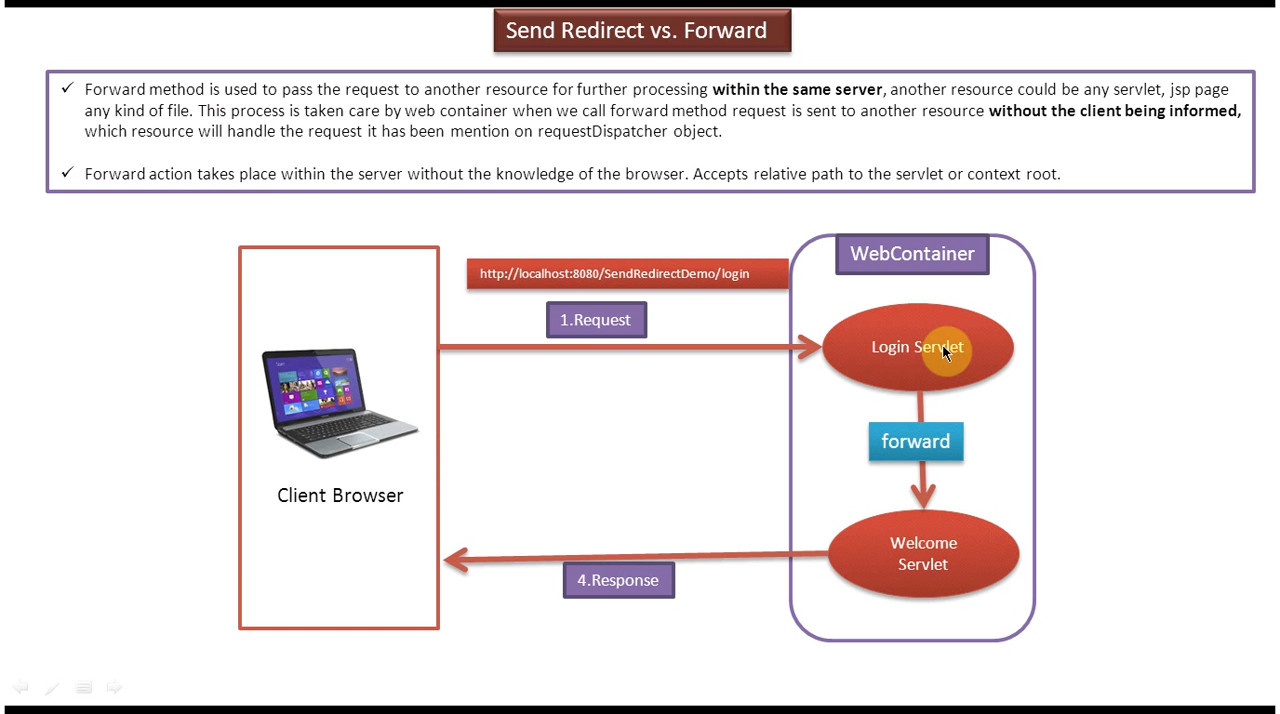 Send Redirect vs. Forward
✓ Forward method is used to pass the request to another resource for further processing within the same server, another resource could be any servlet, jsp page
any kind of file. This process is taken care by web container when we call forward method request is sent to another resource without the client being informed,
which resource will handle the request it has been mention on requestDispatcher object.
✓ Forward action takes place within the server without the knowledge of the browser. Accepts relative path to the servlet or context root.
WebContainer
http://localhost:8080/SendRedirectDemo/login
1.Request
Login Servlet
forward
Client Browser
Welcome
Servlet
4.Response